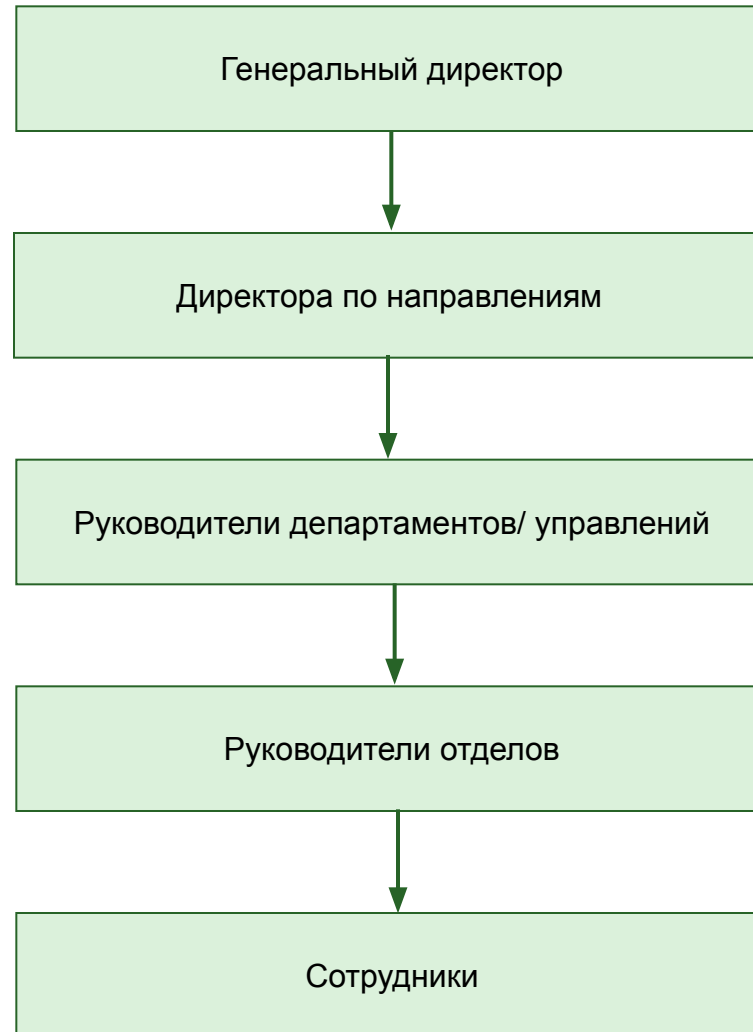 Генеральный директор
Директора по направлениям
Руководители департаментов/ управлений
Руководители отделов
Сотрудники